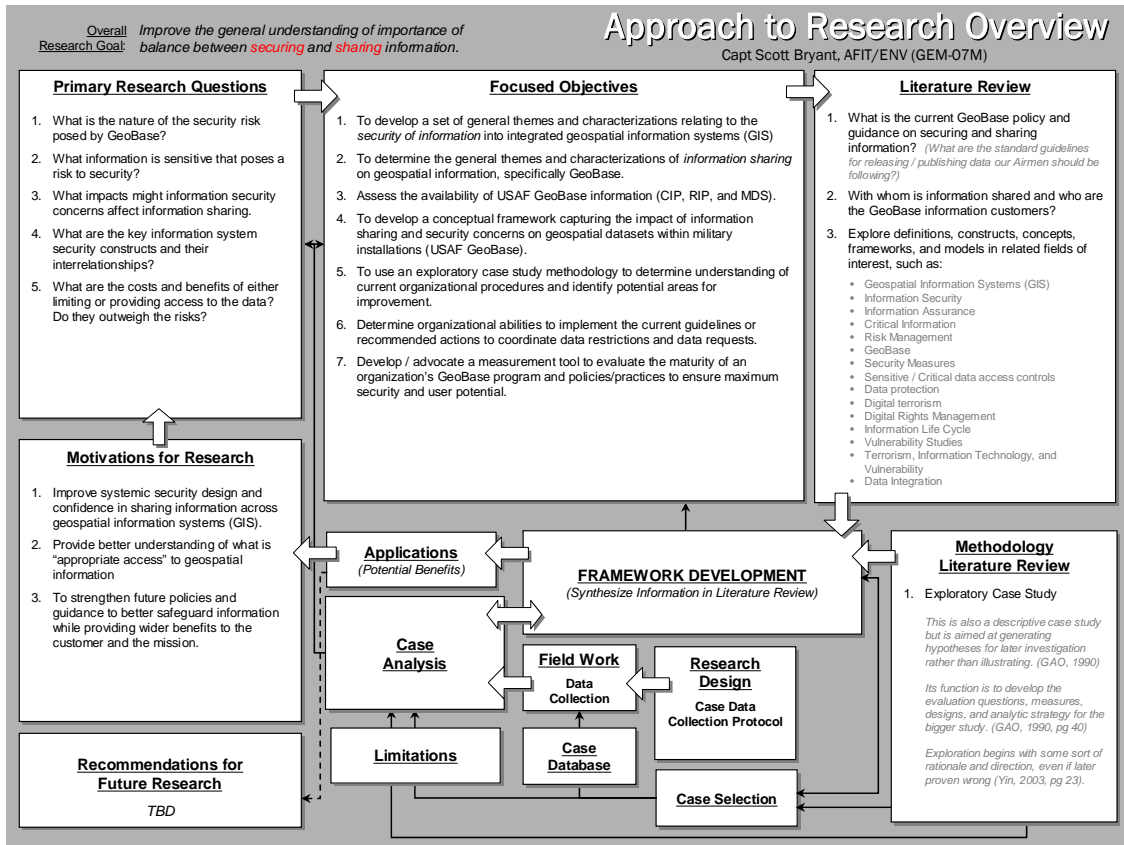 Approach to Research Overview
Capt Scott Bryant, AFIT/ENV (GEM-07M)
Overall
Research Goal:
Improve the general understanding of importance of
balance between securing and sharing information.
Primary Research Questions
1. What is the nature of the security risk
posed by GeoBase?
2. What information is sensitive that poses a
risk to security?
3. What impacts might information security
concerns affect information sharing.
4. What are the key information system
security constructs and their
interrelationships?
5. What are the costs and benefits of either
limiting or providing access to the data?
Do they outweigh the risks?
Focused Objectives
1. To develop a set of general themes and characterizations relating to the
security of information into integrated geospatial information systems (GIS)
2. To determine the general themes and characterizations of information sharing
on geospatial information, specifically GeoBase.
3. Assess the availability of USAF GeoBase information (CIP, RIP, and MDS).
4. To develop a conceptual framework capturing the impact of information
sharing and security concerns on geospatial datasets within military
installations (USAF GeoBase).
5. To use an exploratory case study methodology to determine understanding of
current organizational procedures and identify potential areas for
improvement.
6. Determine organizational abilities to implement the current guidelines or
recommended actions to coordinate data restrictions and data requests.
7. Develop / advocate a measurement tool to evaluate the maturity of an
organization's GeoBase program and policies/practices to ensure maximum
security and user potential.
Literature Review
1. What is the current GeoBase policy and
guidance on securing and sharing
information? (What are the standard guidelines
for releasing / publishing data our Airmen should be
following?)
2. With whom is information shared and who are
the GeoBase information customers?
3. Explore definitions, constructs, concepts,
frameworks, and models in related fields of
interest, such as:
• Geospatial Information Systems (GIS)
• Information Security
• Information Assurance
• Critical Information
• Risk Management
• GeoBase
• Security Measures
• Sensitive / Critical data access controls
• Data protection
• Digital terrorism
• Digital Rights Management
• Information Life Cycle
• Vulnerability Studies
• Terrorism, Information Technology, and
Vulnerability
• Data Integration
Motivations for Research
1. Improve systemic security design and
confidence in sharing information across
geospatial information systems (GIS).
2. Provide better understanding of what is
"appropriate access" to geospatial
information
3. To strengthen future policies and
guidance to better safeguard information
while providing wider benefits to the
customer and the mission.
Applications
(Potential Benefits)
FRAMEWORK DEVELOPMENT
(Synthesize Information in Literature Review)
Methodology
Literature Review
1. Exploratory Case Study
This is also a descriptive case study
but is aimed at generating
hypotheses for later investigation
rather than illustrating. (GAO, 1990)
Its function is to develop the
evaluation questions, measures,
designs, and analytic strategy for the
bigger study. (GAO, 1990, pg 40)
Exploration begins with some sort of
rationale and direction, even if later
proven wrong (Yin, 2003, pg 23).
Case
Analysis
Field Work
Data
Collection
Research
Design
Case Data
Collection Protocol
Limitations
Case
Database
Case Selection
Recommendations for
Future Research
TBD